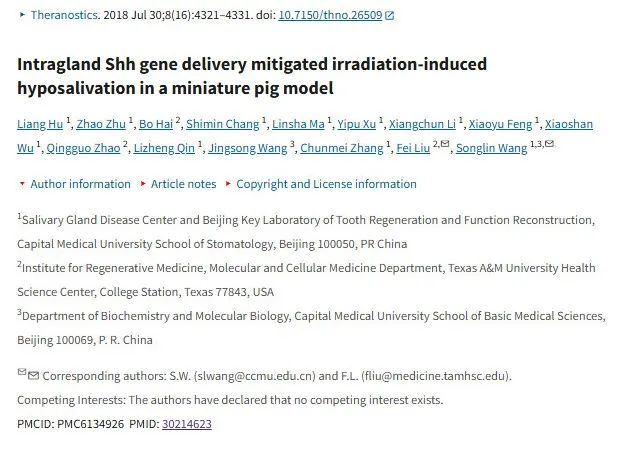 Theranostics. 2018 Jul 30;8(16):4321–4331. doi: 10.7150/thno.26509
Intragland Shh gene delivery mitigated irradiation-induced
hyposalivation in a miniature pig model
Liang Hu 1, Zhao Zhu 1, Bo Hai 2, Shimin Chang 1, Linsha Ma 1, Yipu Xu 1, Xiangchun Li 1, Xiaoyu Feng 1, Xiaoshan
Wu 1, Qingguo Zhao 2, Lizheng Qin 1, Jingsong Wang 3, Chunmei Zhang 1, Fei Liu 2,✉, Songlin Wang 1,3,✉
Author information Article notes Copyright and License information
1Salivary Gland Disease Center and Beijing Key Laboratory of Tooth Regeneration and Function Reconstruction,
Capital Medical University School of Stomatology, Beijing 100050, PR China
2Institute for Regenerative Medicine, Molecular and Cellular Medicine Department, Texas A&M University Health
Science Center, College Station, Texas 77843, USA
3Department of Biochemistry and Molecular Biology, Capital Medical University School of Basic Medical Sciences,
Beijing 100069, P. R. China
✉✉ Corresponding authors: S.W. (slwang@ccmu.edu.cn) and F.L. (fliu@medicine.tamhsc.edu).
Competing Interests: The authors have declared that no competing interest exists.
PMCID: PMC6134926 PMID: 30214623